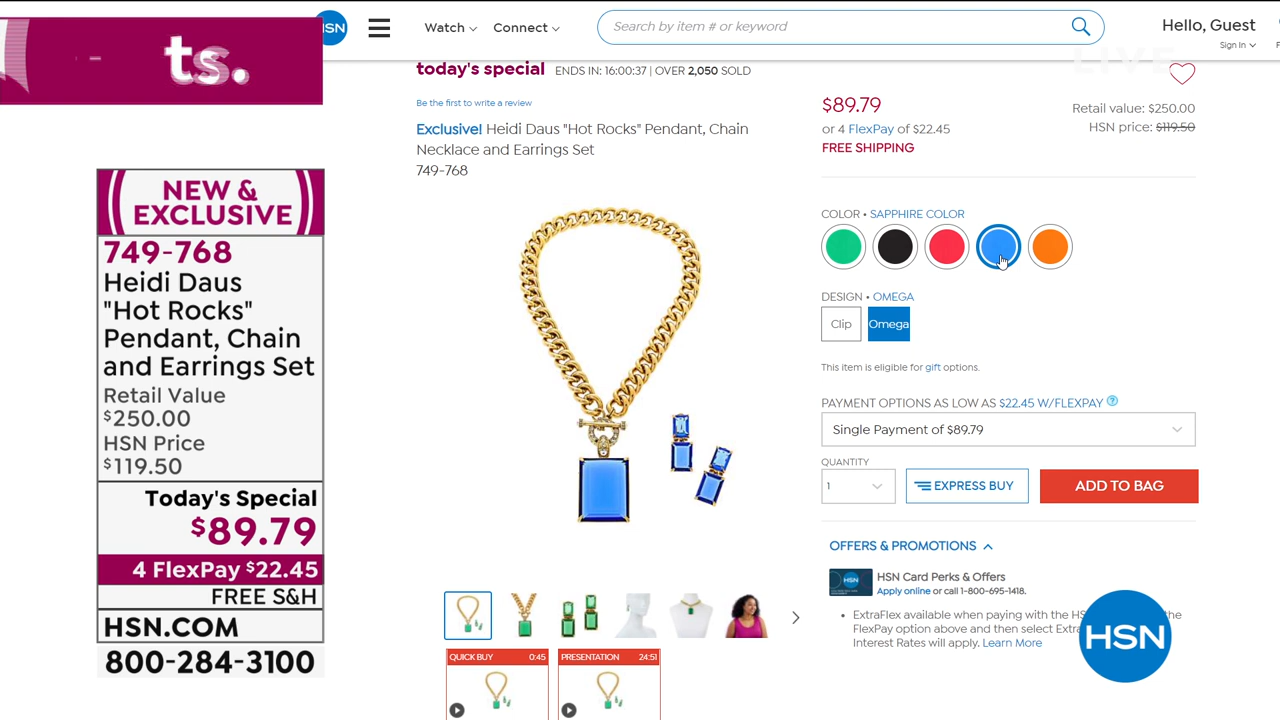 ts.
NEW &
EXCLUSIVE
749-768
Heidi Daus
"Hot Rocks"
Pendant, Chain
and Earrings Set
Retail Value
$250.00
HSN Price
$119.50
Today's Special
$89.79
4 FlexPay $22.45
FREE S&H
HSN.COM
800-284-3100
HSN
Watch
Connect
Search by item # or keyword
Hello, Guest
Sign In
LIVE
today's special ENDS IN: 16:00:37 | OVER 2,050 SOLD
Be the first to write a review
Exclusive! Heidi Daus "Hot Rocks" Pendant, Chain
Necklace and Earrings Set
749-768
$89.79
or 4 FlexPay of $22.45
FREE SHIPPING
Retail value: $250.00
HSN price: $119.50
COLOR • SAPPHIRE COLOR
DESIGN • OMEGA
Clip
Omega
This item is eligible for gift options.
PAYMENT OPTIONS AS LOW AS $22.45 W/FLEXPAY ?
Single Payment of $89.79
QUANTITY
1
EXPRESS BUY
ADD TO BAG
OFFERS & PROMOTIONS
HSN
HSN Card Perks & Offers
Apply online or call 1-800-695-1418.
• ExtraFlex available when paying with the HS the
FlexPay option above and then select Extra
Interest Rates will apply. Learn More
HSN
QUICK BUY 0:45
PRESENTATION 24:51